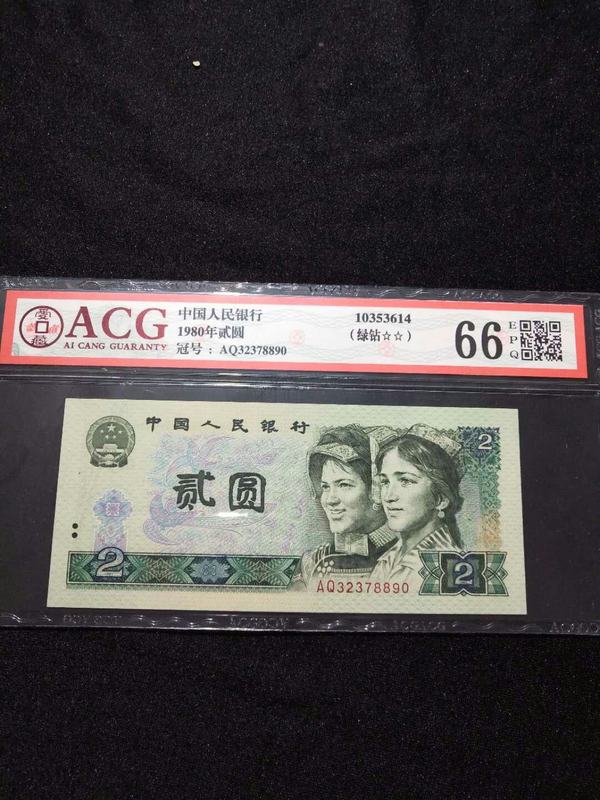 ACG
AI CANG GUARANTY
中国人民银行
1980年贰圆
冠号：AQ32378890
10353614
（绿钻☆☆）
66
EPQ
中国人民银行
2
贰圆
2
AQ32378890
2